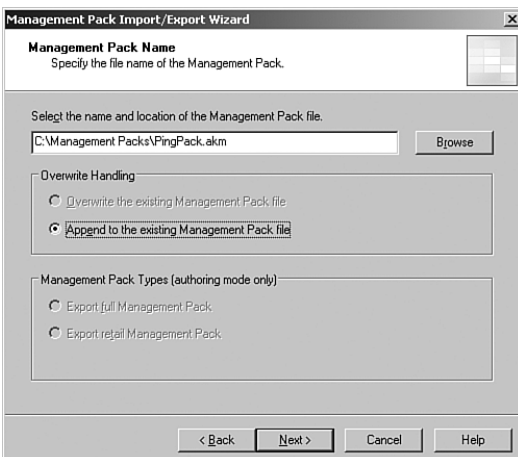 Management Pack Import/Export Wizard
Management Pack Name
Specify the file name of the Management Pack.
Select the name and location of the Management Pack file.
C:\Management Packs\PingPack.akm
Browse
Overwrite Handling
Overwrite the existing Management Pack file
Append to the existing Management Pack file
Management Pack Types (authoring mode only)
Export full Management Pack
Export retail Management Pack
< Back Next > Cancel Help